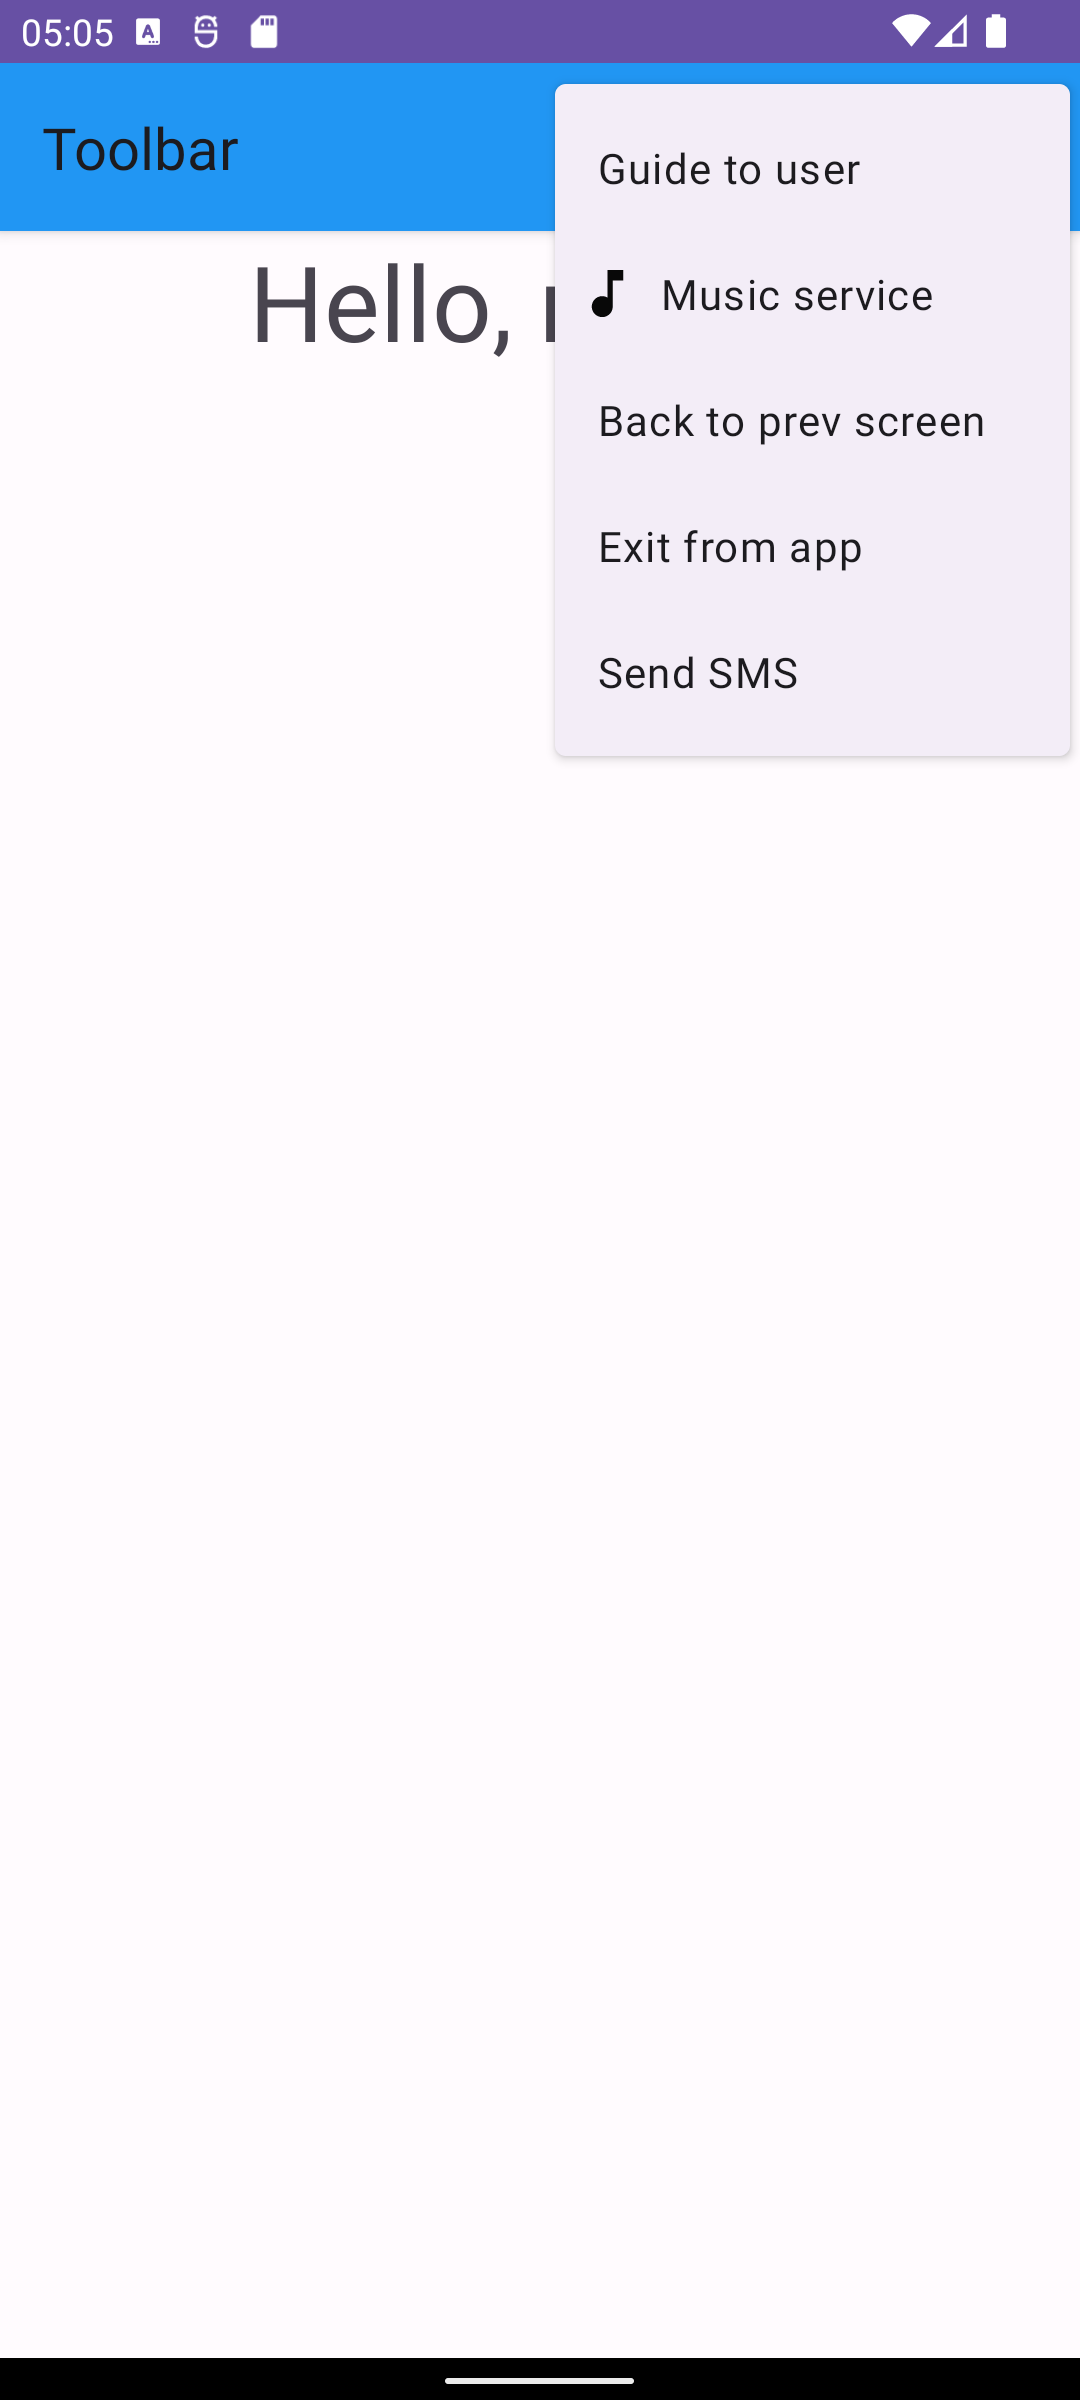 05:05
Toolbar
Guide to user
Hello,
Music service
Back to prev screen
Exit from app
Send SMS